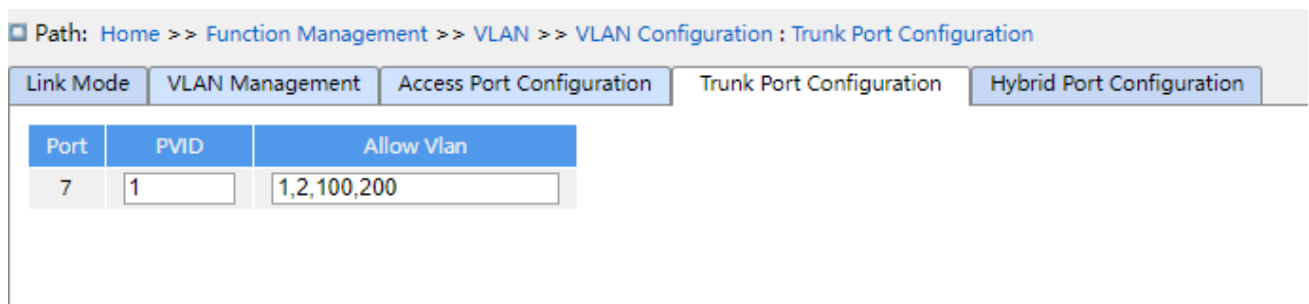 Path: Home >> Function Management >> VLAN >> VLAN Configuration : Trunk Port Configuration
Link Mode VLAN Management Access Port Configuration Trunk Port Configuration Hybrid Port Configuration
Port PVID Allow Vlan
7 1 1,2,100,200